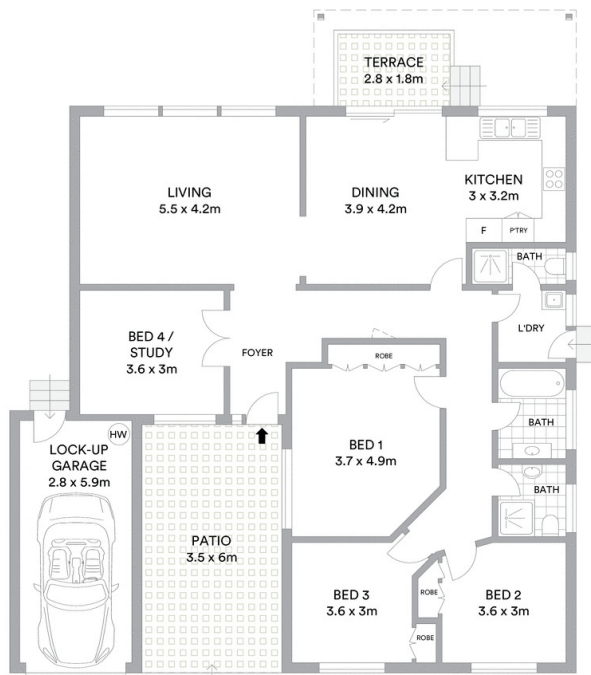 TERRACE
2.8 x 1.8m
LIVING
5.5 x 4.2m
DINING
3.9 x 4.2m
KITCHEN
3 x 3.2m
F
P'TRY
BATH
L'DRY
BED 4 /
STUDY
3.6 x 3m
FOYER
ROBE
BATH
HW
LOCK-UP
GARAGE
2.8 x 5.9m
BED 1
3.7 x 4.9m
BATH
PATIO
3.5 x 6m
BED 3
3.6 x 3m
ROBE
BED 2
3.6 x 3m
ROBE